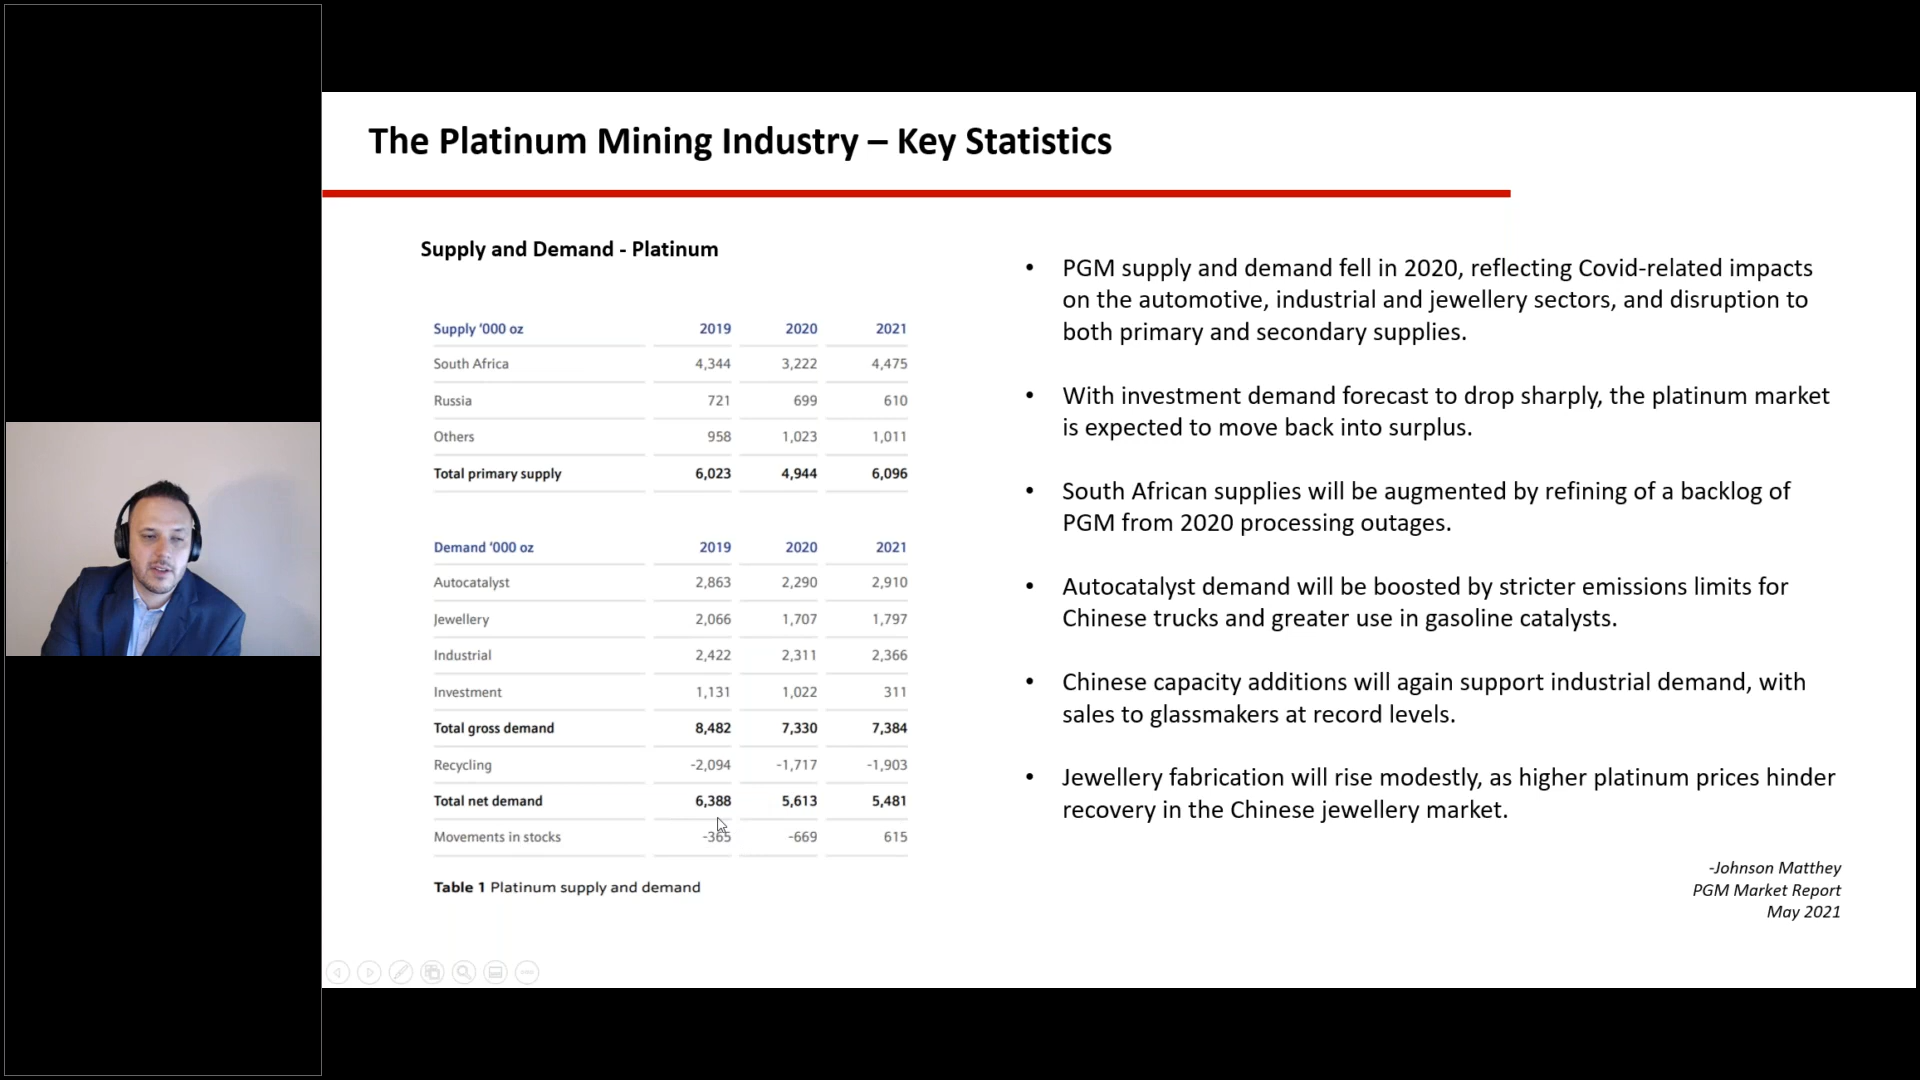 The Platinum Mining Industry – Key Statistics
Supply and Demand - Platinum
Supply '000 oz 2019 2020 2021
South Africa 4,344 3,222 4,475
Russia 721 699 610
Others 958 1,023 1,011
Total primary supply 6,023 4,944 6,096
Demand '000 oz 2019 2020 2021
Autocatalyst 2,863 2,290 2,910
Jewellery 2,066 1,707 1,797
Industrial 2,422 2,311 2,366
Investment 1,131 1,022 311
Total gross demand 8,482 7,330 7,384
Recycling -2,094 -1,717 -1,903
Total net demand 6,388 5,613 5,481
Movements in stocks -365 -669 615
Table 1 Platinum supply and demand
• PGM supply and demand fell in 2020, reflecting Covid-related impacts
on the automotive, industrial and jewellery sectors, and disruption to
both primary and secondary supplies.
• With investment demand forecast to drop sharply, the platinum market
is expected to move back into surplus.
• South African supplies will be augmented by refining of a backlog of
PGM from 2020 processing outages.
• Autocatalyst demand will be boosted by stricter emissions limits for
Chinese trucks and greater use in gasoline catalysts.
• Chinese capacity additions will again support industrial demand, with
sales to glassmakers at record levels.
• Jewellery fabrication will rise modestly, as higher platinum prices hinder
recovery in the Chinese jewellery market.
-Johnson Matthey
PGM Market Report
May 2021